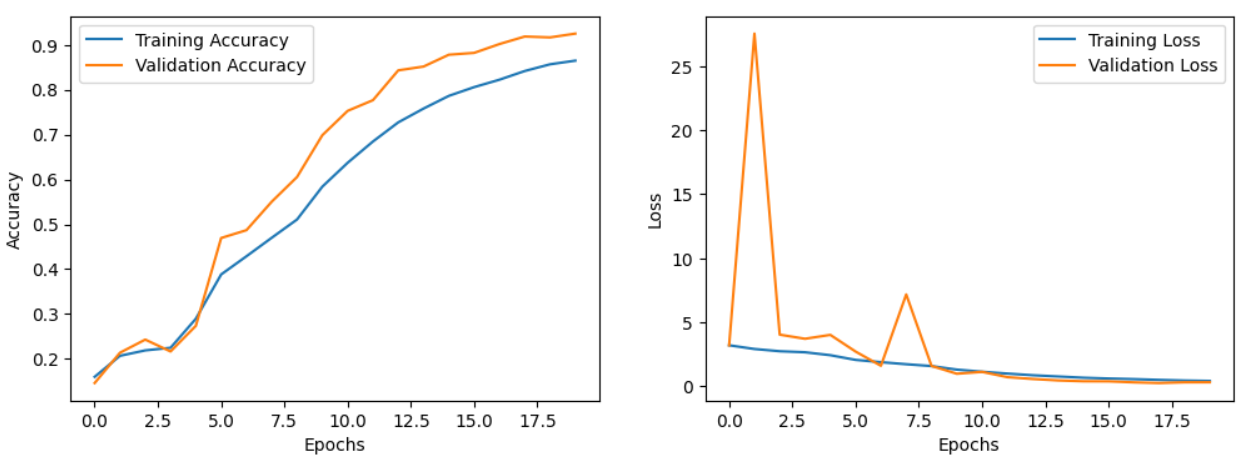 Training Accuracy
Validation Accuracy
0.9
0.8
0.7
0.6
0.5
0.4
0.3
0.2
Accuracy
0.0 2.5 5.0 7.5 10.0 12.5 15.0 17.5
Epochs
Training Loss
Validation Loss
25
20
15
10
5
0
Loss
0.0 2.5 5.0 7.5 10.0 12.5 15.0 17.5
Epochs